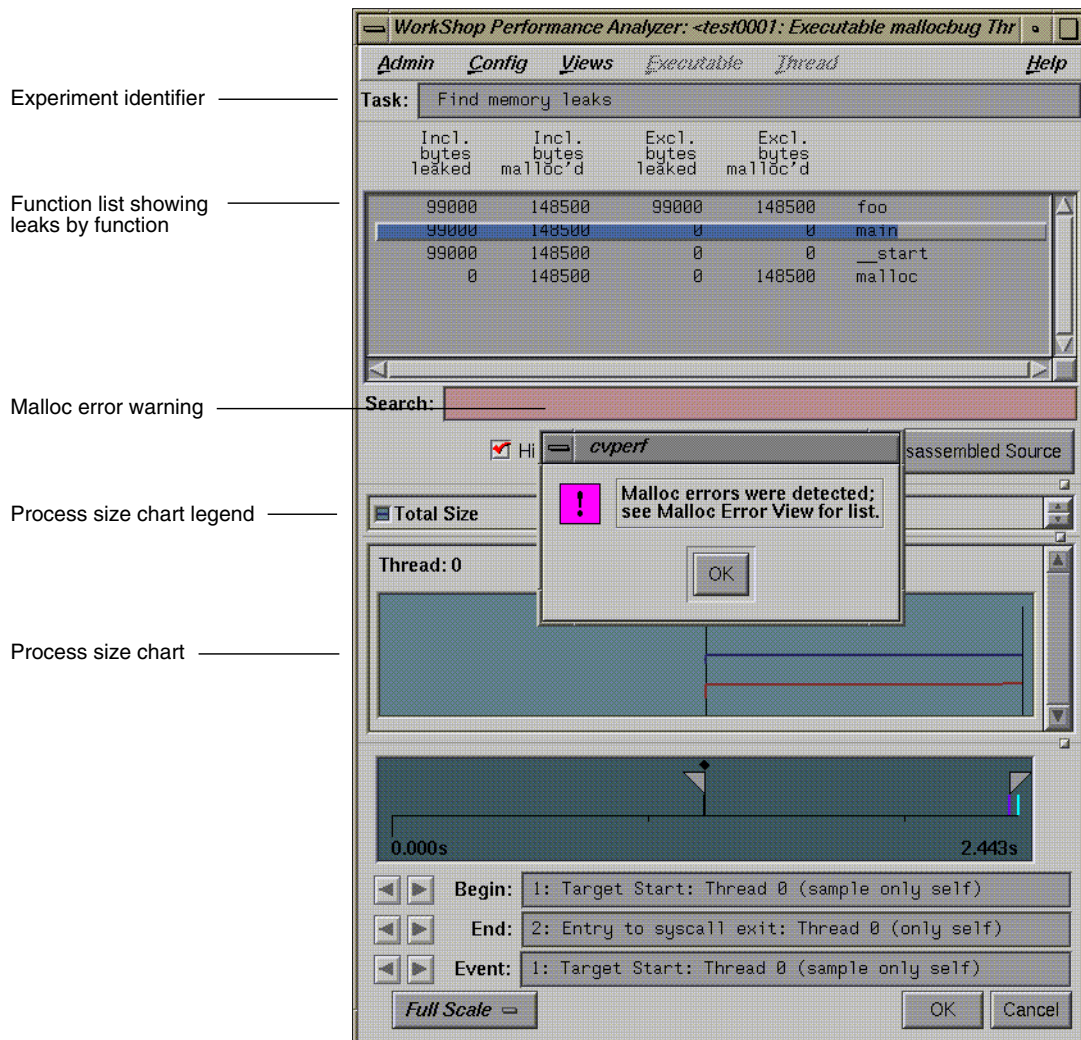 WorkShop Performance Analyzer: <test0001: Executable mallocbug Thr
Admin Config Views Executable Thread Help
Experiment identifier
Task: Find memory leaks
Incl. bytes leaked
Incl. bytes malloc'd
Excl. bytes leaked
Excl. bytes malloc'd
Function list showing
leaks by function
99000 148500 99000 148500 foo
99000 148500 0 0 main
99000 148500 0 0 __start
0 148500 0 148500 malloc
Malloc error warning
Search:
Hi
sassembled Source
cvperf
Malloc errors were detected;
see Malloc Error View for list.
OK
Process size chart legend
Total Size
Thread: 0
Process size chart
0.000s 2.443s
Begin: 1: Target Start: Thread 0 (sample only self)
End: 2: Entry to syscall exit: Thread 0 (only self)
Event: 1: Target Start: Thread 0 (sample only self)
Full Scale OK Cancel